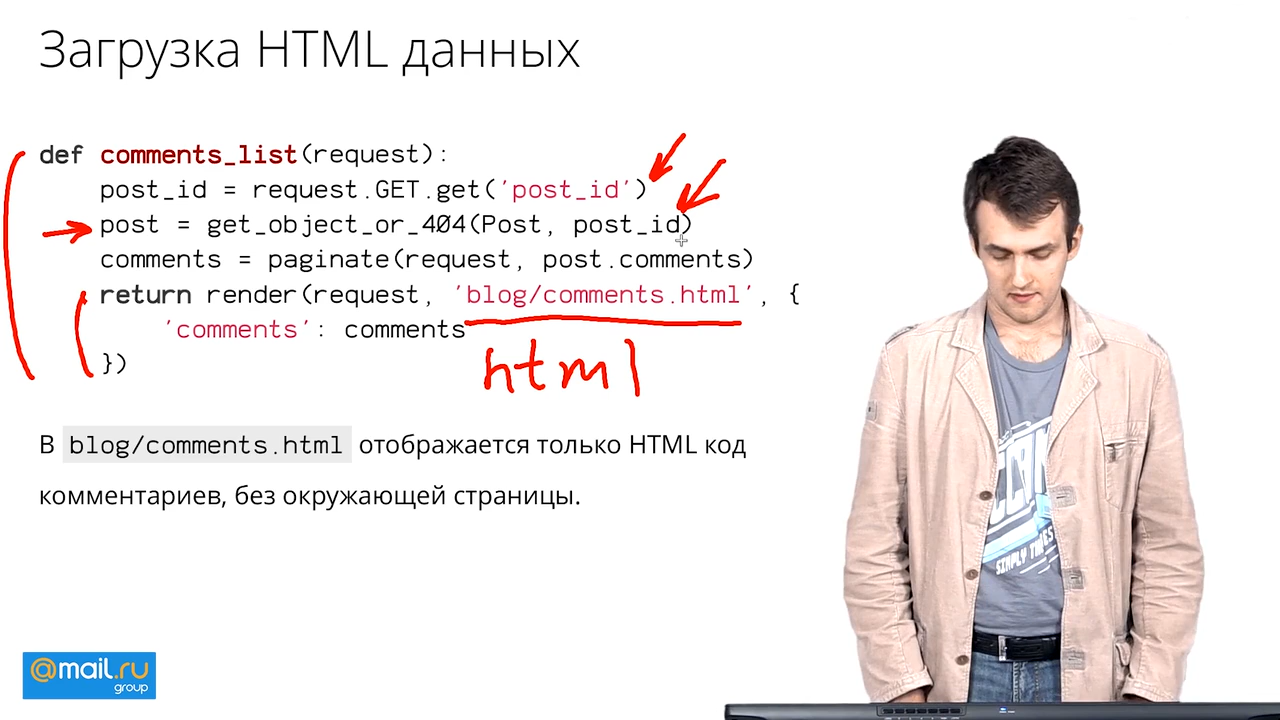 Загрузка HTML данных
def comments_list(request):
post_id = request.GET.get('post_id')
post = get_object_or_404(Post, post_id)
comments = paginate(request, post.comments)
return render(request, 'blog/comments.html', {
'comments': comments
})
html
В blog/comments.html отображается только HTML код
комментариев, без окружающей страницы.
SIMPLY TIMES
@mail.ru
group